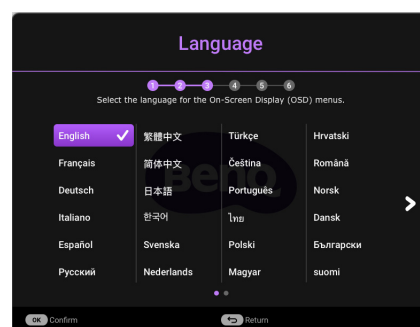 Language
1 2 3 4 5 6
Select the language for the On-Screen Display (OSD) menus.
English 繁體中文 Türkçe Hrvatski
Français 简体中文 Čeština Română
Deutsch 日本語 Português Norsk
Italiano 한국어 ไทย Dansk
Español Svenska Polski Български
Русский Nederlands Magyar suomi
BenQ
OK Confirm Return